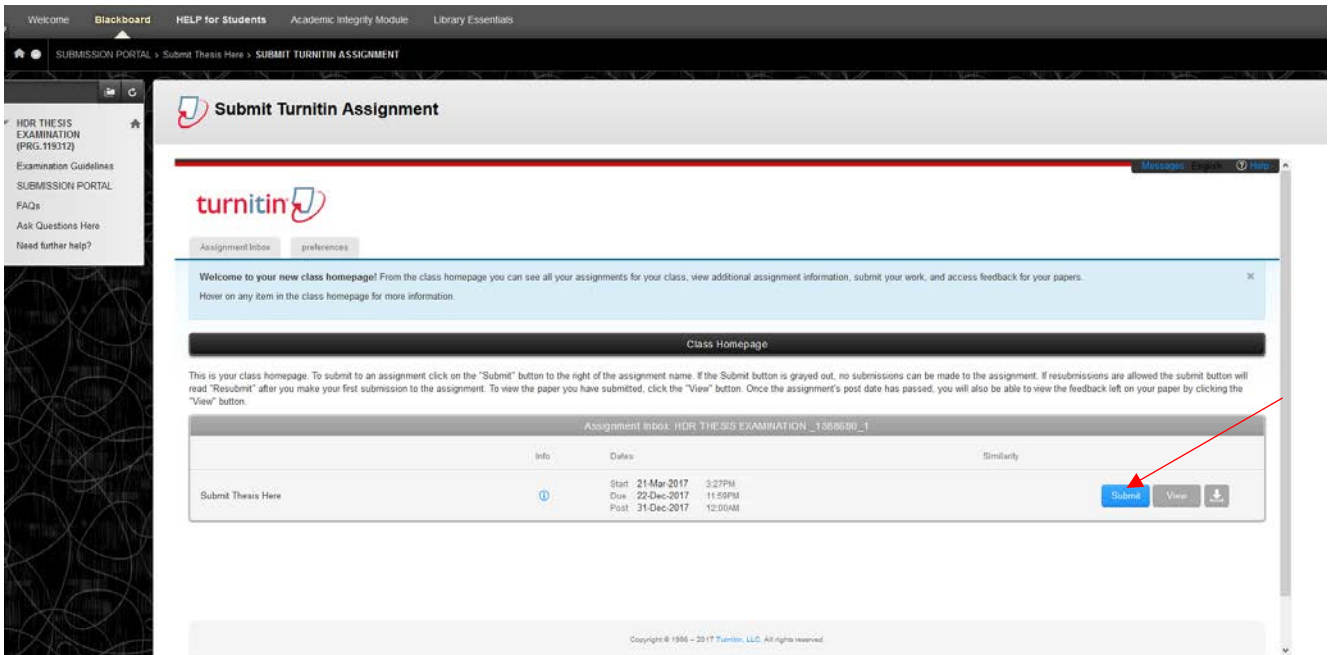 Welcome Blackboard HELP for Students Academic Integrity Module Library Essentials
SUBMISSION PORTAL > Submit Thesis Here > SUBMIT TURNITIN ASSIGNMENT
HDR THESIS
EXAMINATION
(PRG.119312)
Examination Guidelines
SUBMISSION PORTAL
FAQs
Ask Questions Here
Need further help?
Submit Turnitin Assignment
Messages English Help
turnitin
Assignment Inbox preferences
Welcome to your new class homepage! From the class homepage you can see all your assignments for your class, view additional assignment information, submit your work, and access feedback for your papers.
Hover on any item in the class homepage for more information.
Class Homepage
This is your class homepage. To submit to an assignment click on the "Submit" button to the right of the assignment name. If the Submit button is grayed out, no submissions can be made to the assignment. If resubmissions are allowed the submit button will
read "Resubmit" after you make your first submission to the assignment. To view the paper you have submitted, click the "View" button. Once the assignment's post date has passed, you will also be able to view the feedback left on your paper by clicking the
"View" button.
Assignment Inbox: HDR THESIS EXAMINATION _1388680_1
Info Dates Similarity
Submit Thesis Here
Start 21-Mar-2017 3:27PM
Due 22-Dec-2017 11:59PM
Post 31-Dec-2017 12:00AM
Submit View
Copyright © 1998 – 2017 Turnitin, LLC. All rights reserved.